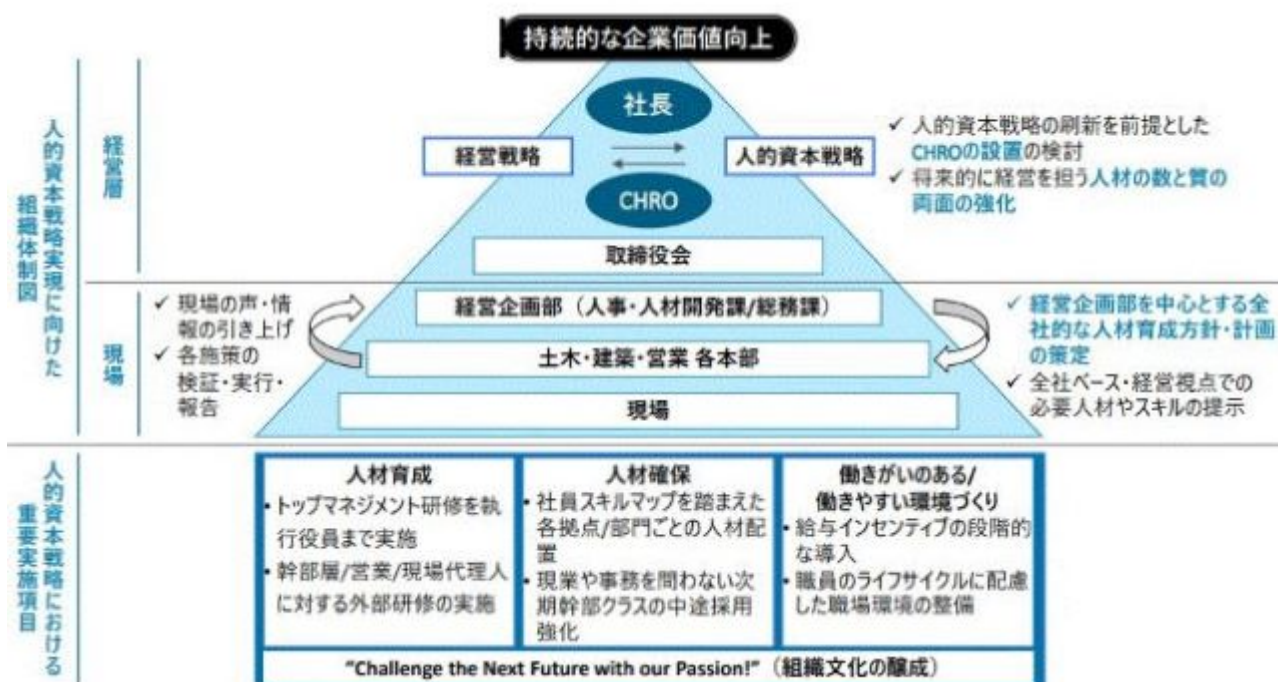 持続的な企業価値向上
人的資本戦略実現に向けた
組織体制図
経営層
社長
経営戦略
人的資本戦略
CHRO
取締役会
✓ 人的資本戦略の刷新を前提とした
CHROの設置の検討
✓ 将来的に経営を担う人材の数と質の
両面の強化
現場
✓ 現場の声・情
報の引き上げ
✓ 各施策の
検証・実行・
報告
経営企画部（人事・人材開発課/総務課）
土木・建築・営業 各本部
現場
✓ 経営企画部を中心とする全
社的な人材育成方針・計画
の策定
✓ 全社ベース・経営視点での
必要人材やスキルの提示
人的資本戦略における
重要実施項目
人材育成
• トップマネジメント研修を執
行役員まで実施
• 幹部層/営業/現場代理人
に対する外部研修の実施
人材確保
• 社員スキルマップを踏まえた
各拠点/部門ごとの人材配
置
• 現業や事務を問わない次
期幹部クラスの中途採用
強化
働きがいのある/
働きやすい環境づくり
• 給与インセンティブの段階的
な導入
• 職員のライフサイクルに配慮
した職場環境の整備
"Challenge the Next Future with our Passion!"（組織文化の醸成）